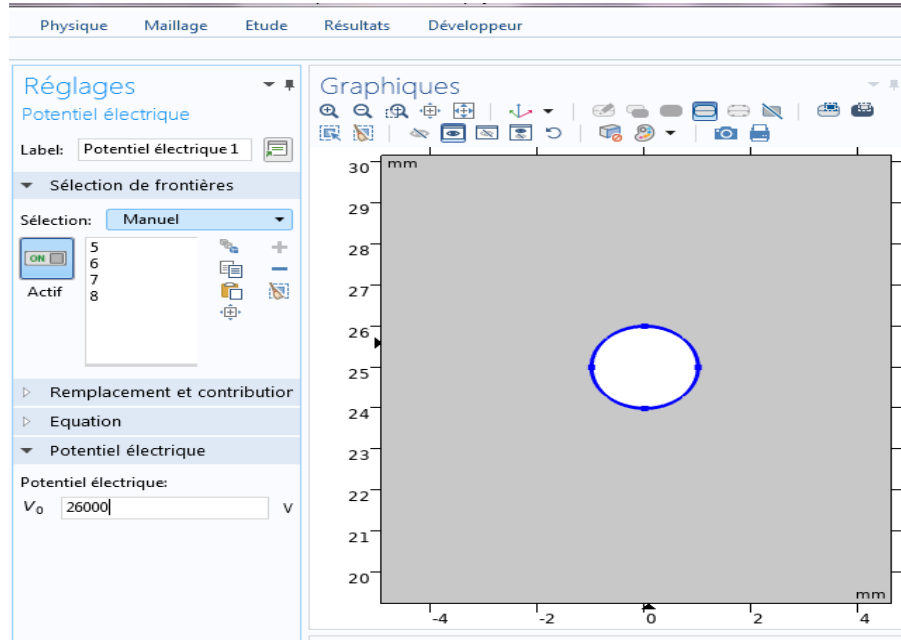 Physique Maillage Etude Résultats Développeur
Réglages
Potentiel électrique
Label: Potentiel électrique 1
Sélection de frontières
Sélection: Manuel
ON
Actif
5
6
7
8
Remplacement et contribution
Equation
Potentiel électrique
Potentiel électrique:
V0 26000 V
Graphiques
mm
30
29
28
27
26
25
24
23
22
21
20
mm
-4 -2 0 2 4